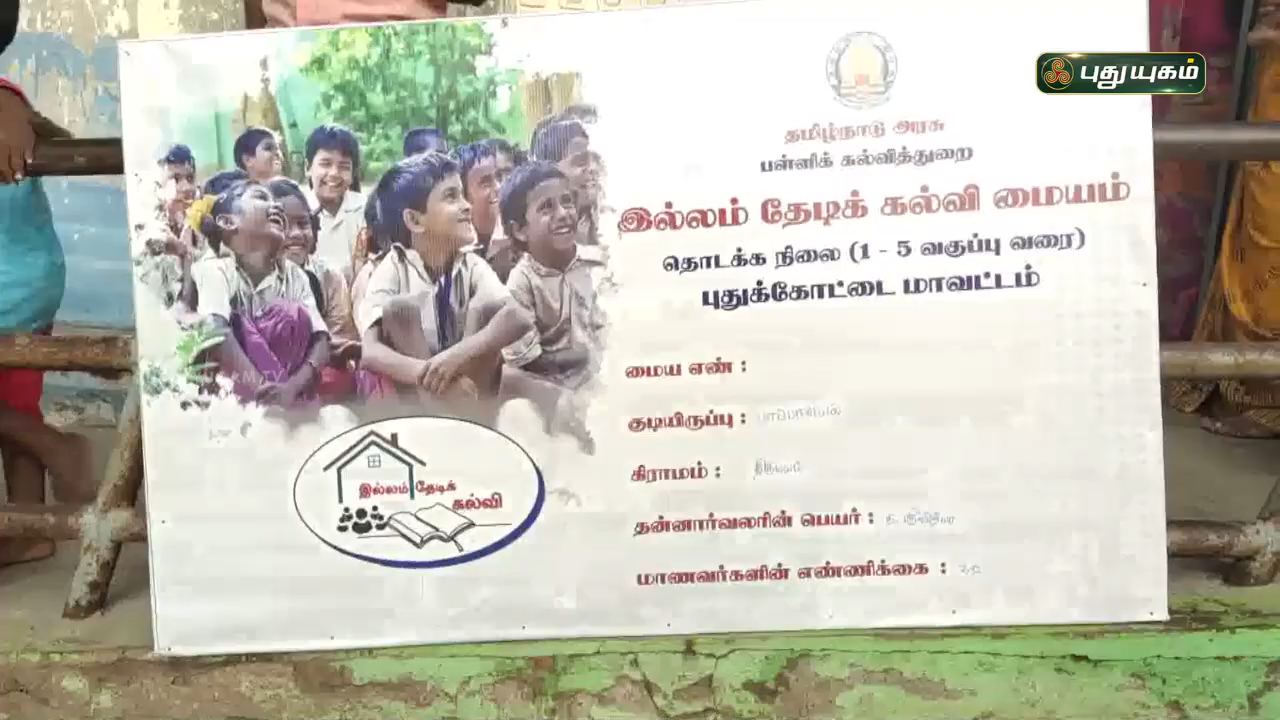 புதுயுகம்
தமிழ்நாடு அரசு
பள்ளிக் கல்வித்துறை
இல்லம் தேடிக் கல்வி மையம்
தொடக்க நிலை (1 - 5 வகுப்பு வரை)
புதுக்கோட்டை மாவட்டம்
மைய எண் :
குடியிருப்பு :
கிராமம் :
தன்னார்வலரின் பெயர் :
மாணவர்களின் எண்ணிக்கை :
இல்லம் தேடிக்
கல்வி